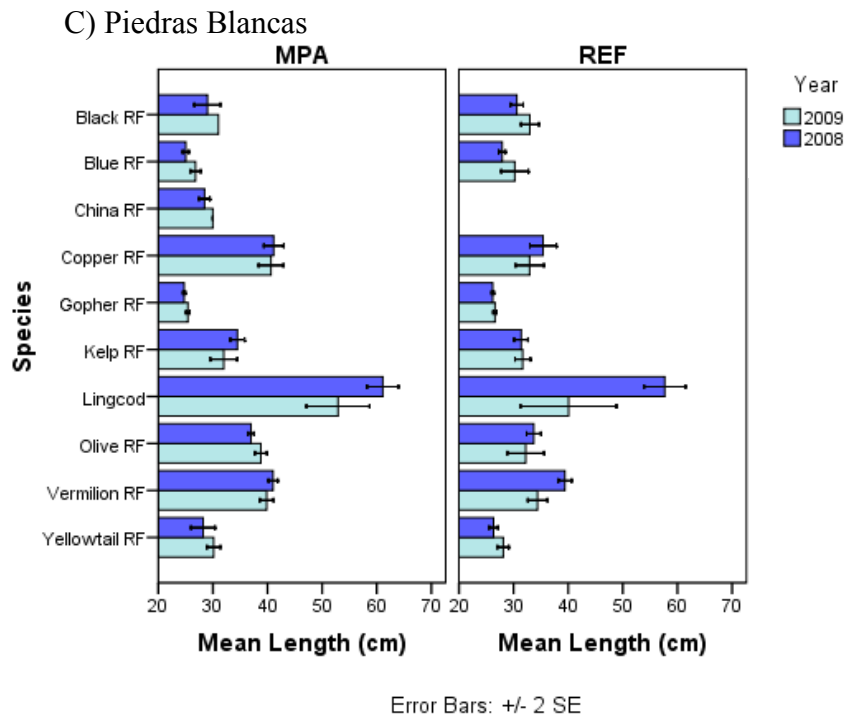 C) Piedras Blancas
MPA
REF
Year
2009
2008
Species
Black RF
Blue RF
China RF
Copper RF
Gopher RF
Kelp RF
Lingcod
Olive RF
Vermilion RF
Yellowtail RF
20 30 40 50 60 70
20 30 40 50 60 70
Mean Length (cm)
Mean Length (cm)
Error Bars: +/- 2 SE